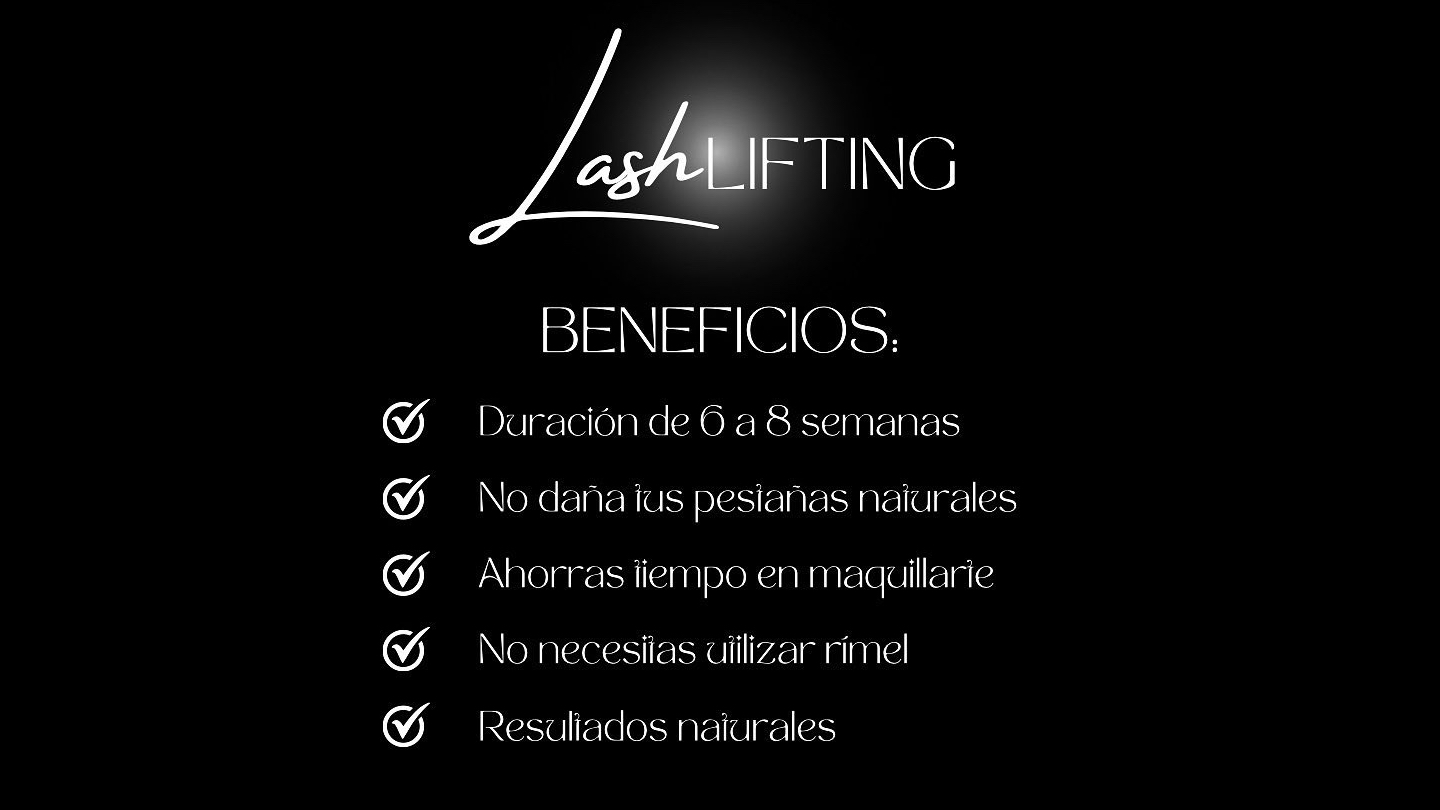 Lash LIFTING
BENEFICIOS:
Duración de 6 a 8 semanas
No daña tus pestañas naturales
Ahorras tiempo en maquillarte
No necesitas utilizar rímel
Resultados naturales